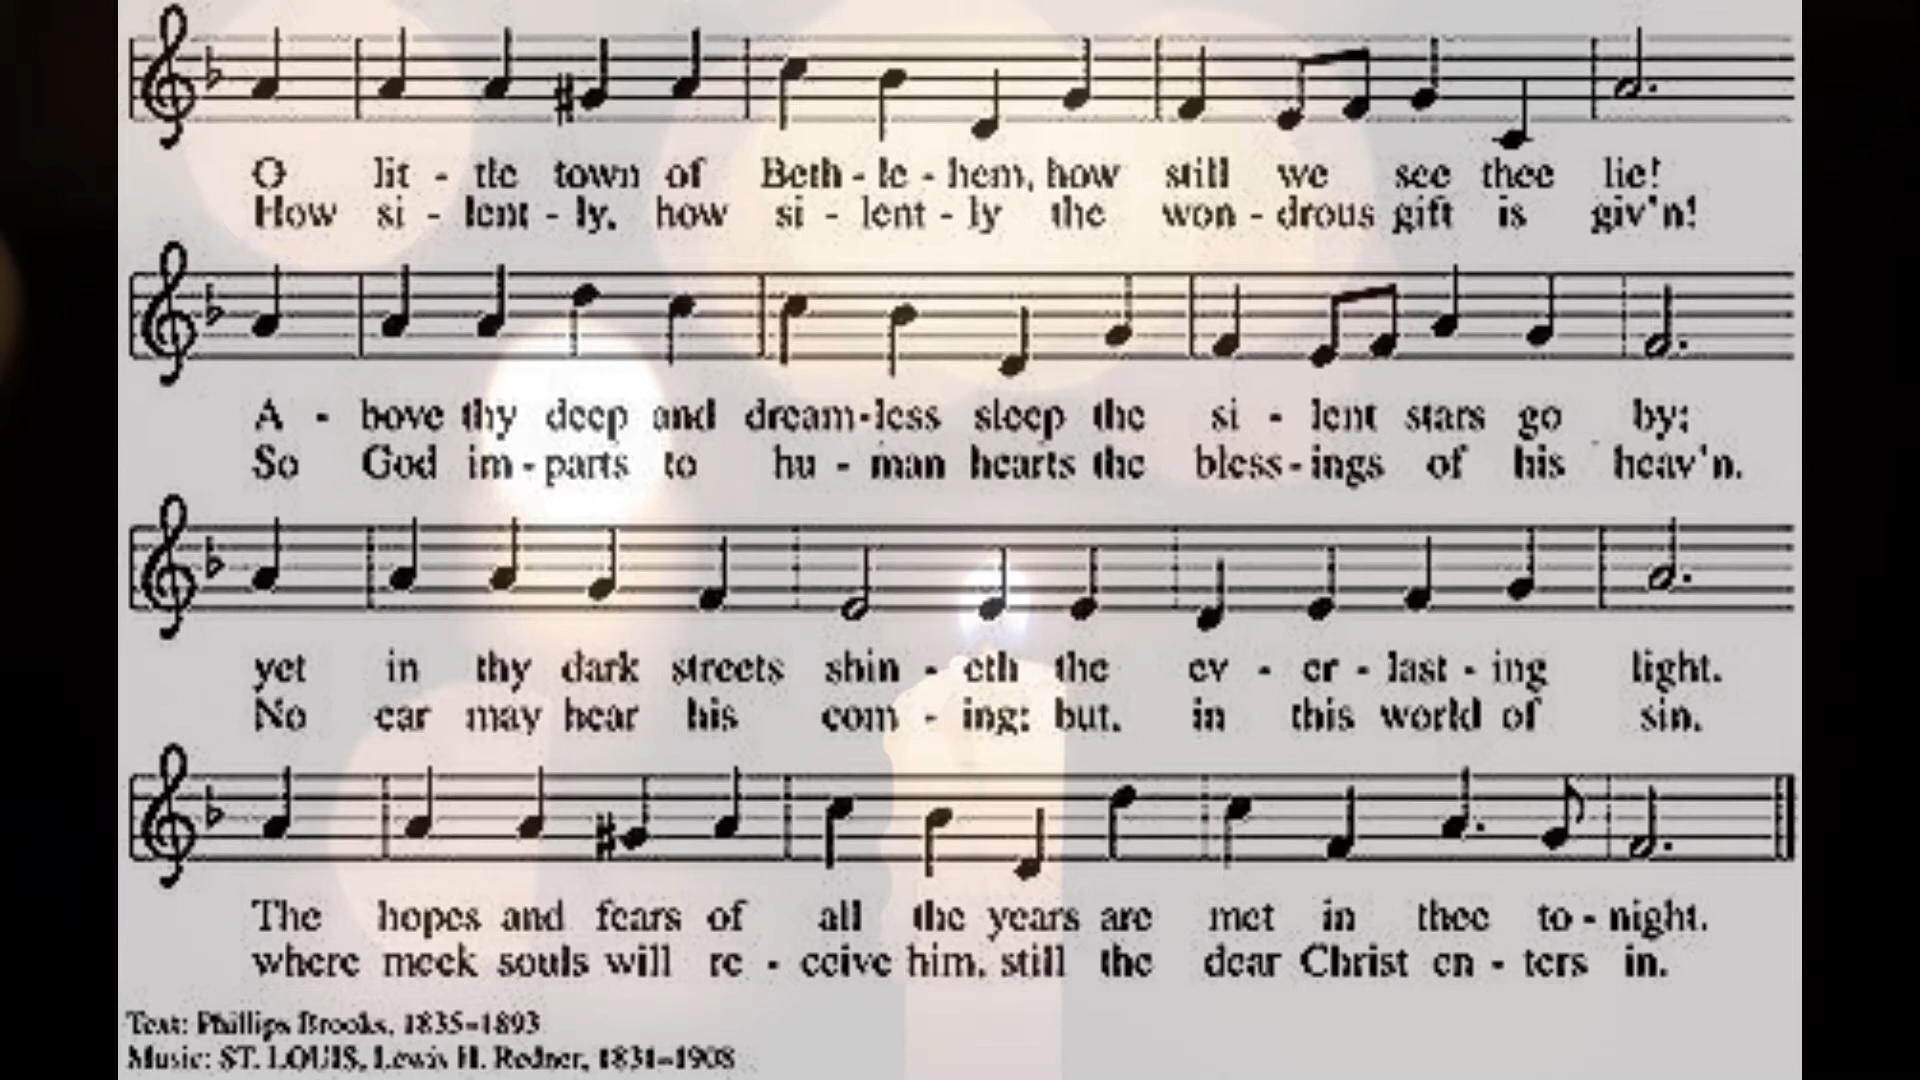 O lit - tle town of Beth - le - hem, how still we see thee lie!
How si - lent - ly, how si - lent - ly the won - drous gift is giv'n!
A - bove thy deep and dream - less sleep the si - lent stars go by;
So God im - parts to hu - man hearts the bless - ings of his heav'n.
yet in thy dark streets shin - eth the ev - er - last - ing light.
No ear may hear his com - ing; but, in this world of sin,
The hopes and fears of all the years are met in thee to - night.
where meek souls will re - ceive him, still the dear Christ en - ters in.
Text: Phillips Brooks, 1835-1893
Music: ST. LOUIS, Lewis H. Redner, 1831-1908